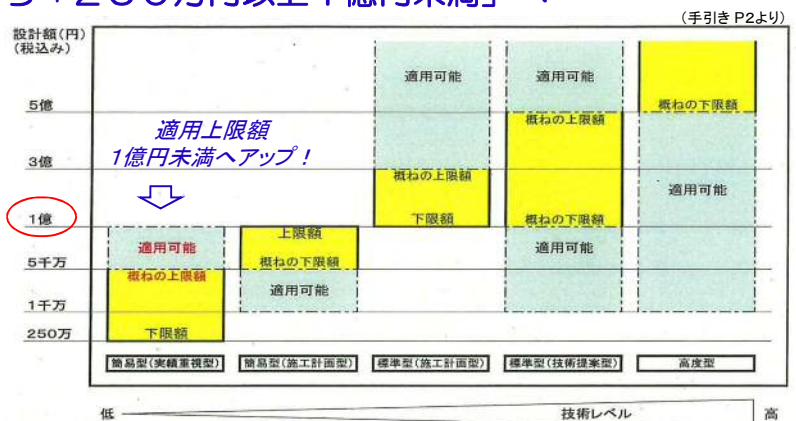 (手引き P2より)
設計額(円)
(税込み)
適用可能
適用可能
5億
概ねの下限額
概ねの上限額
適用上限額
1億円未満へアップ！
3億
概ねの上限額
適用可能
1億
下限額
概ねの下限額
上限額
適用可能
適用可能
概ねの下限額
5千万
概ねの上限額
適用可能
1千万
250万
下限額
簡易型(実績重視型)
簡易型(施工計画型)
標準型(施工計画型)
標準型(技術提案型)
高度型
低
技術レベル
高